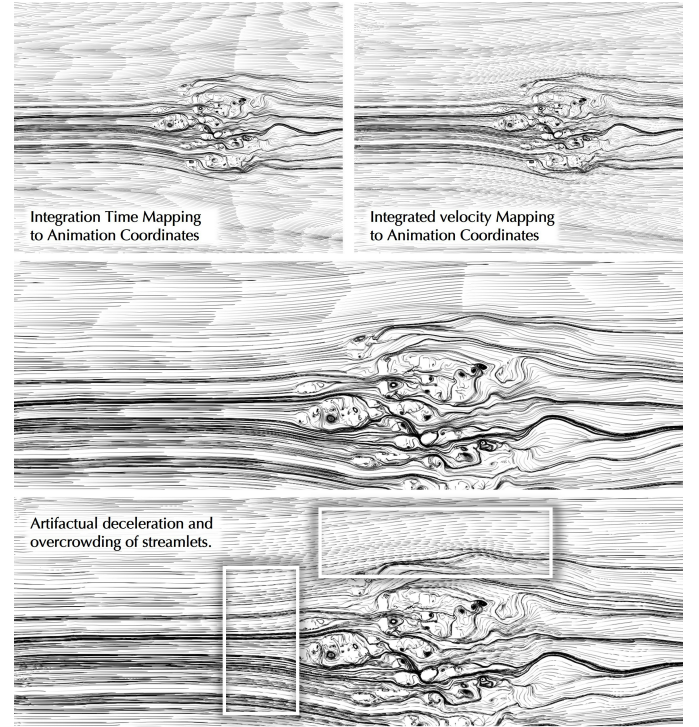 Integration Time Mapping
to Animation Coordinates
Integrated velocity Mapping
to Animation Coordinates
Artifactual deceleration and
overcrowding of streamlets.